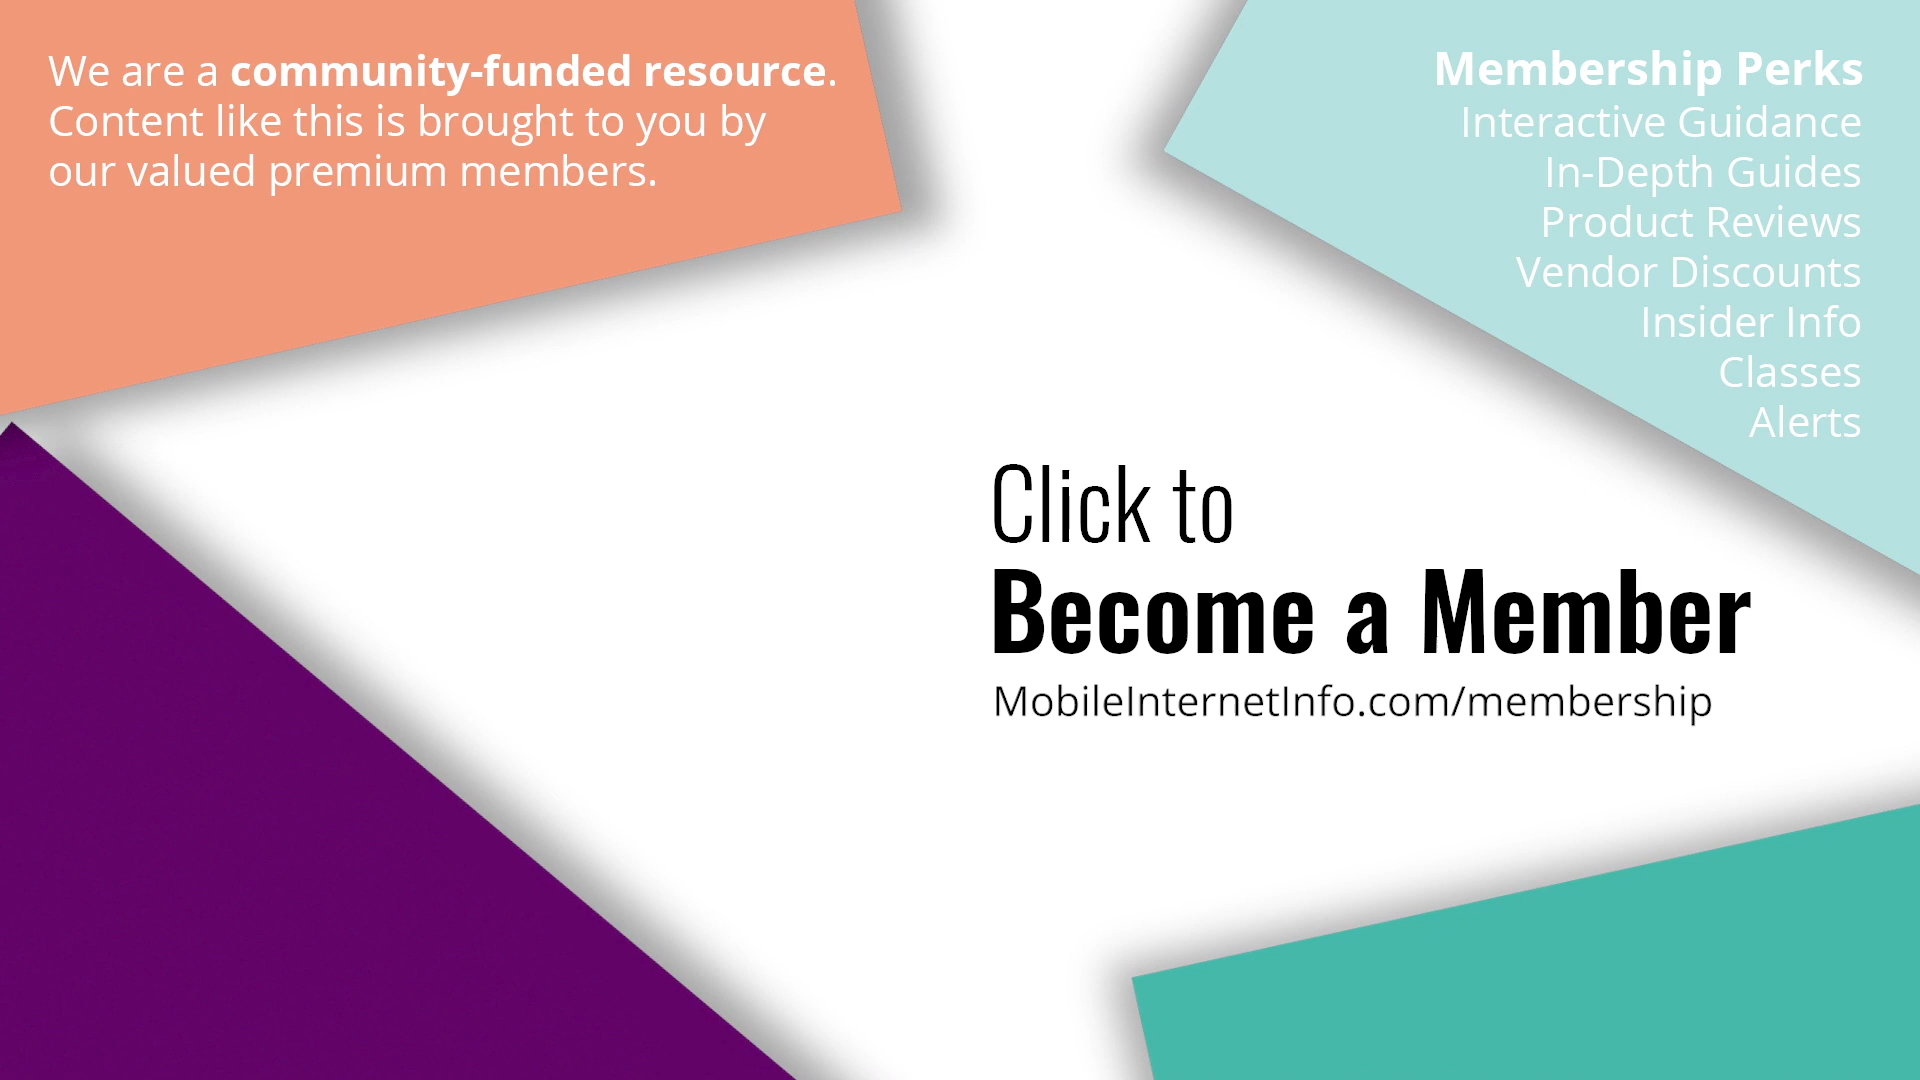 We are a community-funded resource.
Content like this is brought to you by
our valued premium members.
Membership Perks
Interactive Guidance
In-Depth Guides
Product Reviews
Vendor Discounts
Insider Info
Classes
Alerts
Click to
Become a Member
MobileInternetInfo.com/membership